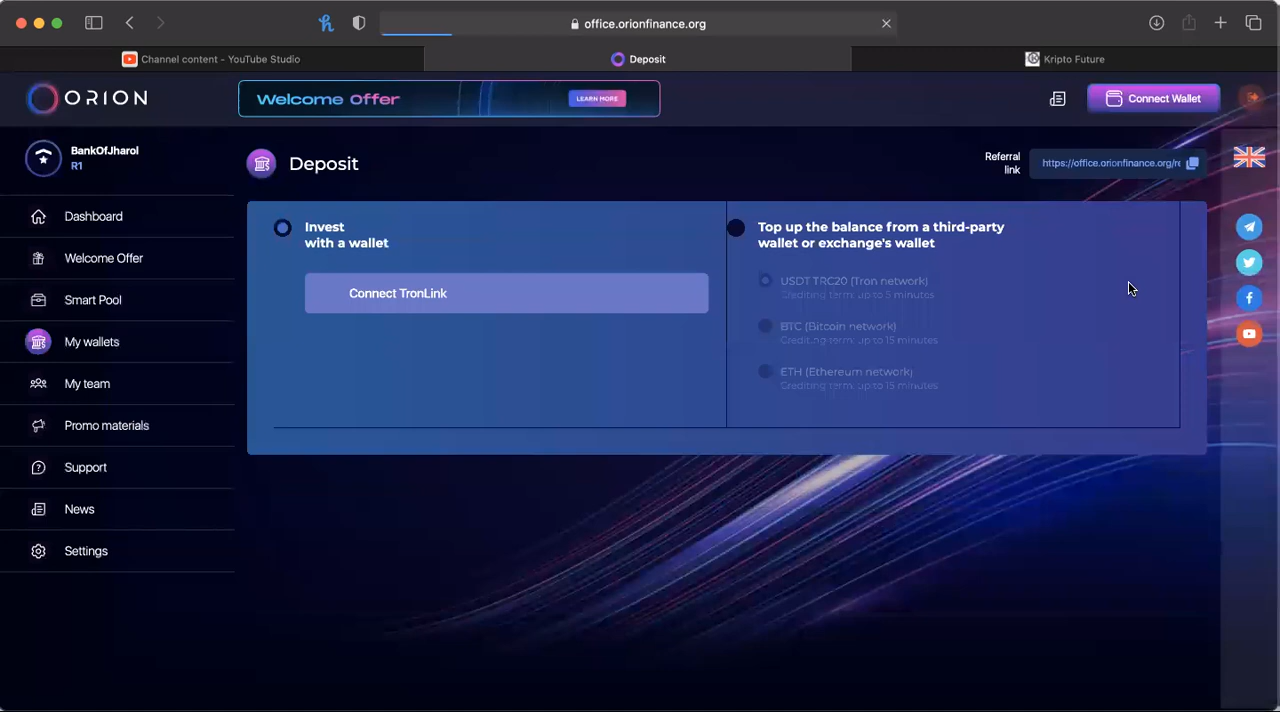 office.orionfinance.org
Channel content - YouTube Studio
Deposit
Kripto Future
ORION
Welcome Offer
LEARN MORE
Connect Wallet
BankOfJharol
R1
Deposit
Referral
link
https://office.orionfinance.org/re
Dashboard
Welcome Offer
Smart Pool
My wallets
My team
Promo materials
Support
News
Settings
Invest
with a wallet
Connect TronLink
Top up the balance from a third-party
wallet or exchange's wallet
USDT TRC20 (Tron network)
Crediting term: up to 5 minutes
BTC (Bitcoin network)
Crediting term: up to 15 minutes
ETH (Ethereum network)
Crediting term: up to 15 minutes